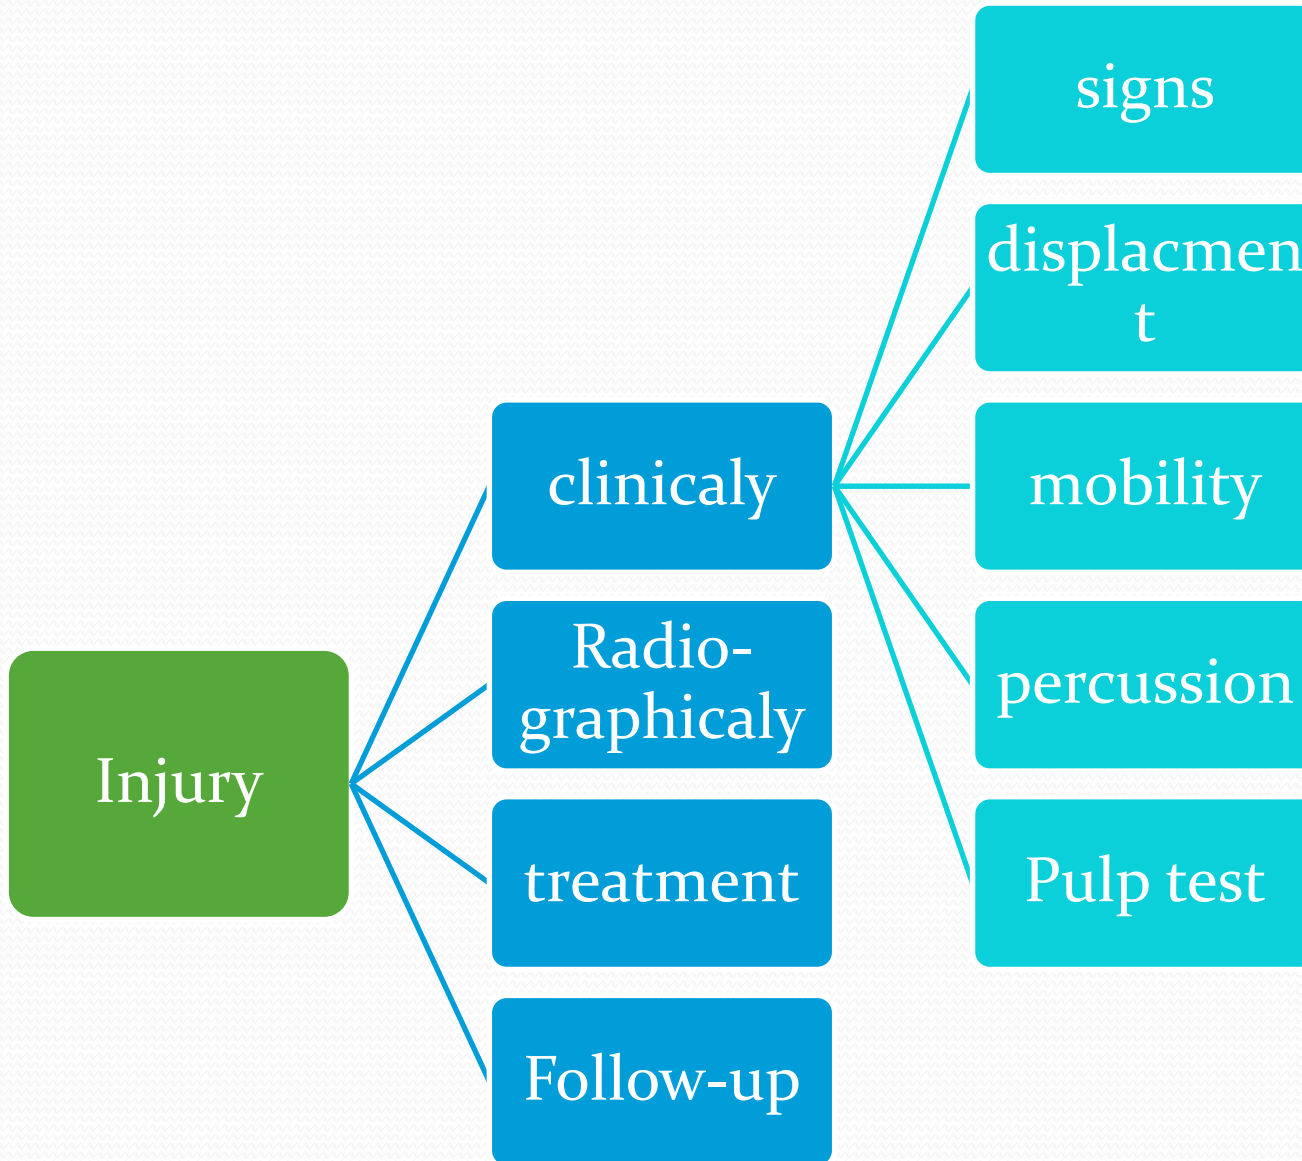 Injury
clinicaly
Radio-
graphicaly
treatment
Follow-up
signs
displacmen
t
mobility
percussion
Pulp test